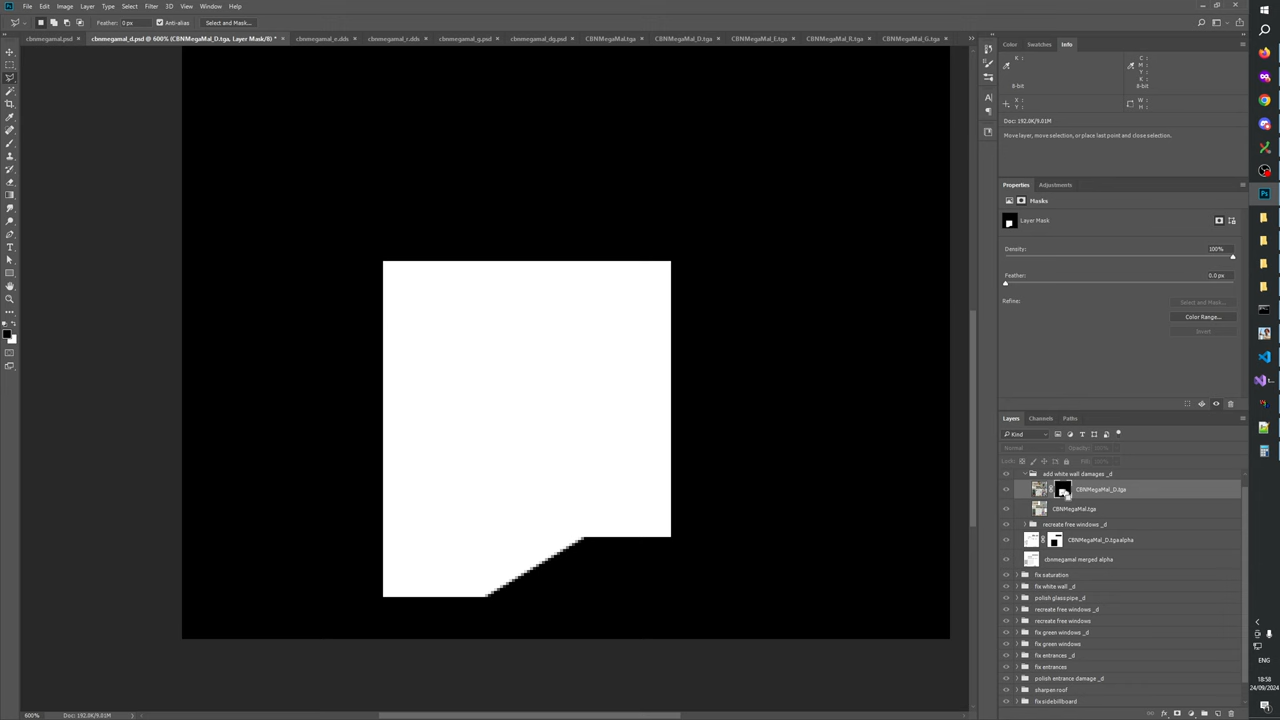 File Edit Image Layer Type Select Filter 3D View Window Help
Feather: 0 px Anti-alias Select and Mask...
cbnmegamal.psd × cbnmegamal_d.psd @ 600% (CBNMegaMal_D.tga, Layer Mask/8) * × cbnmegamal_e.dds × cbnmegamal_r.dds × cbnmegamal_g.psd × cbnmegamal_dg.psd × CBNMegaMal.tga × CBNMegaMal_D.tga × CBNMegaMal_E.tga × CBNMegaMal_R.tga × CBNMegaMal_G.tga ×
Color Swatches Info
K :
8-bit
C :
M :
Y :
K :
8-bit
X :
Y :
W :
H :
Doc: 192.0K/9.01M
Move layer, move selection, or place last point and close selection.
Properties Adjustments
Masks
Layer Mask
Density: 100%
Feather: 0.0 px
Refine: Select and Mask...
Color Range...
Invert
Layers Channels Paths
Kind
Normal Opacity: 100%
Lock: Fill: 100%
add white wall damages _d
CBNMegaMal_D.tga
CBNMegaMal.tga
recreate free windows _d
CBNMegaMal_D.tga alpha
cbnmegamal merged alpha
fix saturation
fix white wall _d
polish glass pipe _d
recreate free windows _d
recreate free windows
fix green windows _d
fix green windows
fix entrances _d
fix entrances
polish entrance damage _d
sharpen roof
fix sidebillboard
600% Doc: 192.0K/9.01M
Ps
ENG
18:58
24/09/2024